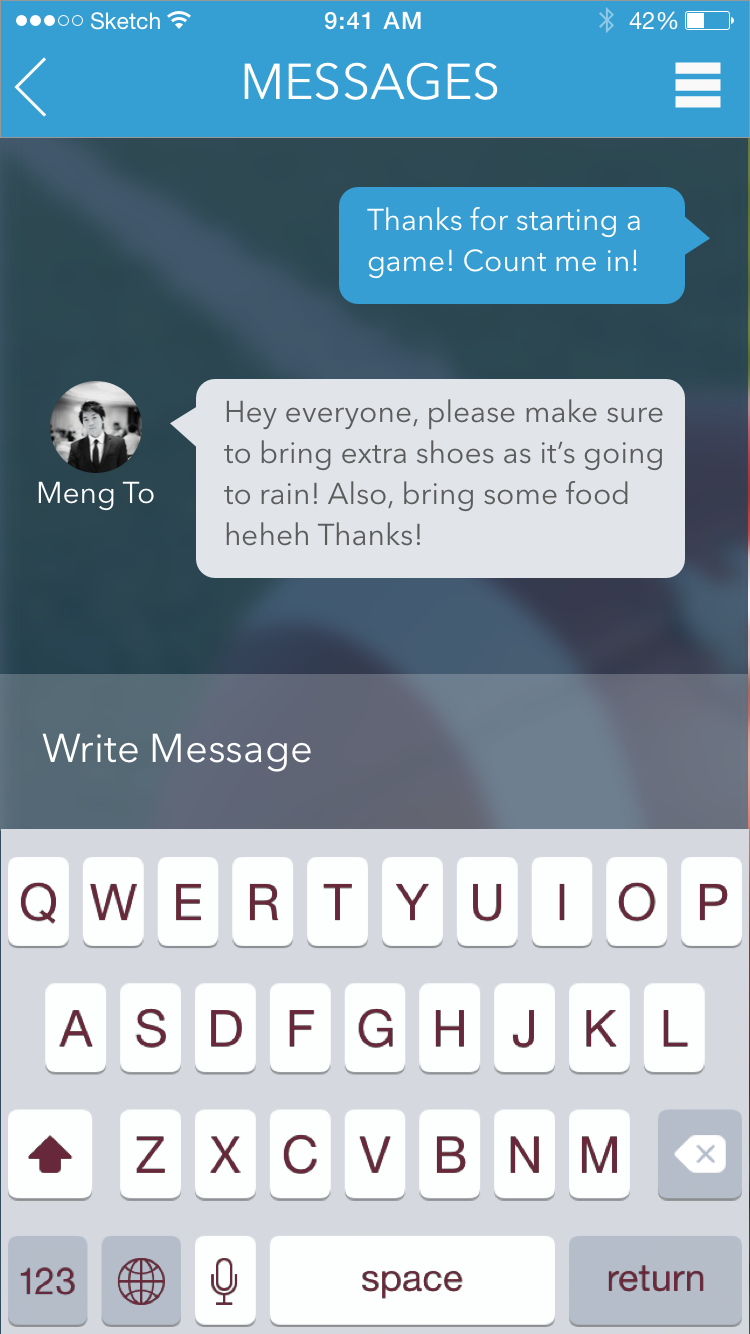 Sketch 9:41 AM 42%
MESSAGES
Thanks for starting a
game! Count me in!
Hey everyone, please make sure
to bring extra shoes as it’s going
to rain! Also, bring some food
heheh Thanks!
Meng To
Write Message
Q W E R T Y U I O P
A S D F G H J K L
Z X C V B N M
123 space return